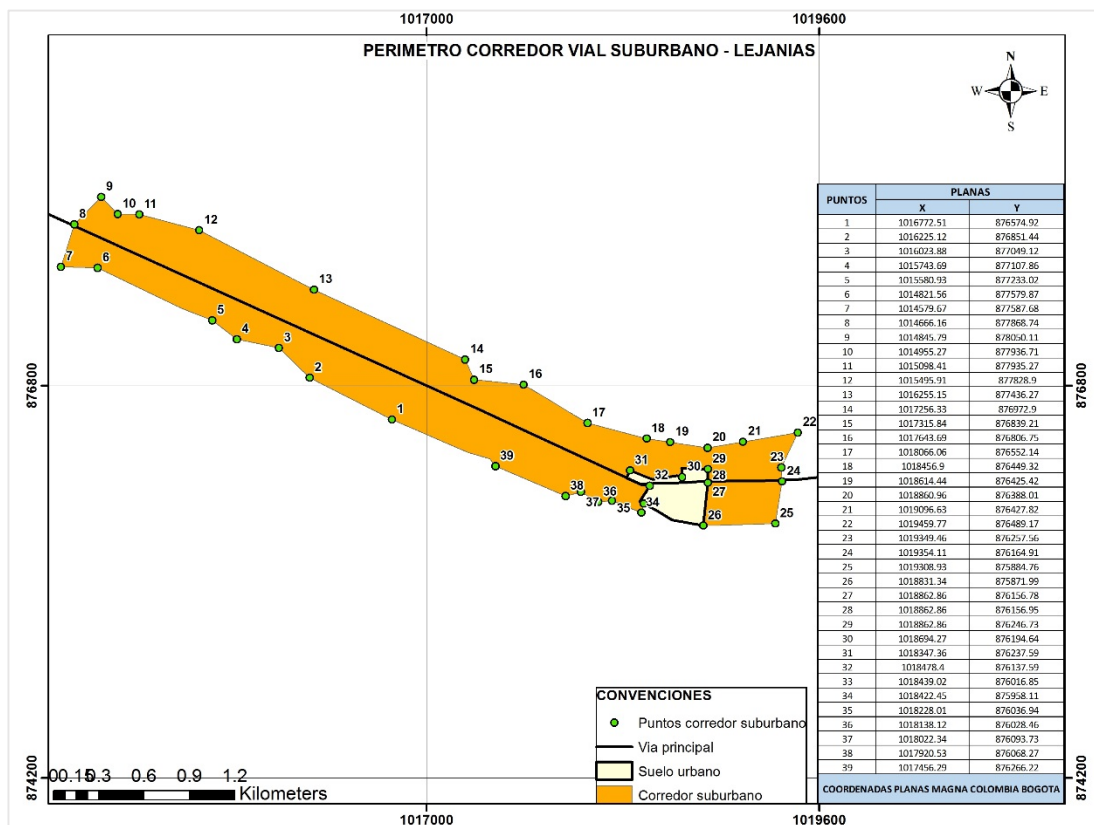 1017000 1019600
PERIMETRO CORREDOR VIAL SUBURBANO - LEJANIAS
N
W E
S
9
8 10 11
12
7 6
13
5
4 3
14
2 15 16
876800 876800
1 17
18 19 20 21 22
39 31 30 29 23
32 28 24
38 36 27
37 35 34
26 25
PUNTOS PLANAS
X Y
1 1016772.51 876574.92
2 1016225.12 876851.44
3 1016023.88 877049.12
4 1015743.69 877107.86
5 1015580.93 877233.02
6 1014821.56 877579.87
7 1014579.67 877587.68
8 1014666.16 877868.74
9 1014845.79 878050.11
10 1014955.27 877936.71
11 1015098.41 877935.27
12 1015495.91 877828.9
13 1016255.15 877436.27
14 1017256.33 876972.9
15 1017315.84 876839.21
16 1017643.69 876806.75
17 1018066.06 876552.14
18 1018456.9 876449.32
19 1018614.44 876425.42
20 1018860.96 876388.01
21 1019096.63 876427.82
22 1019459.77 876489.17
23 1019349.46 876257.56
24 1019354.11 876164.91
25 1019308.93 875884.76
26 1018831.34 875871.99
27 1018862.86 876156.78
28 1018862.86 876156.95
29 1018862.86 876246.73
30 1018694.27 876194.64
31 1018347.36 876237.59
32 1018478.4 876137.59
33 1018439.02 876016.85
34 1018422.45 875958.11
35 1018228.01 876036.94
36 1018138.12 876028.46
37 1018022.34 876093.73
38 1017920.53 876068.27
39 1017456.29 876266.22
COORDENADAS PLANAS MAGNA COLOMBIA BOGOTA
CONVENCIONES
Puntos corredor suburbano
Via principal
Suelo urbano
Corredor suburbano
00.150.3 0.6 0.9 1.2
Kilometers
874200 874200
1017000 1019600